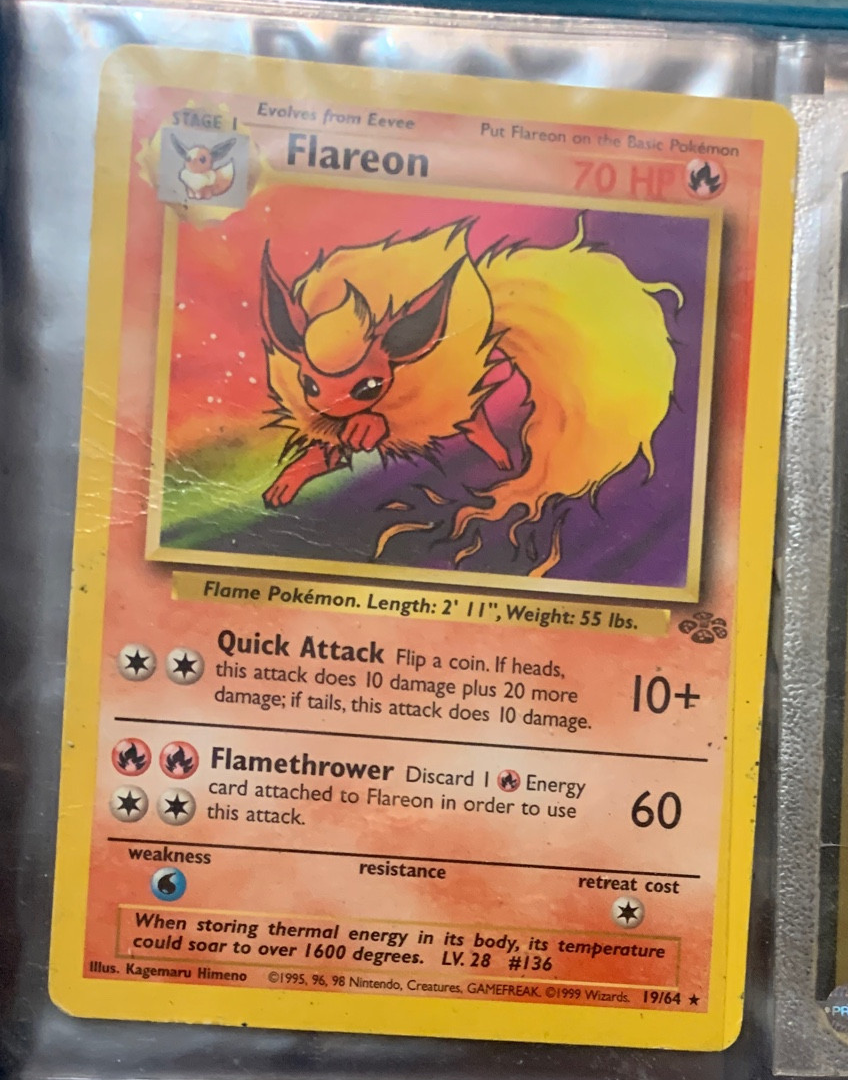 STAGE 1
Evolves from Eevee
Put Flareon on the Basic Pokémon
Flareon
70 HP
Flame Pokémon. Length: 2' 11", Weight: 55 lbs.
Quick Attack Flip a coin. If heads,
this attack does 10 damage plus 20 more
damage; if tails, this attack does 10 damage.
10+
Flamethrower Discard 1 Energy
card attached to Flareon in order to use
this attack.
60
weakness
resistance
retreat cost
When storing thermal energy in its body, its temperature
could soar to over 1600 degrees. LV. 28 #136
Illus. Kagemaru Himeno ©1995, 96, 98 Nintendo, Creatures, GAMEFREAK. ©1999 Wizards. 19/64 ★